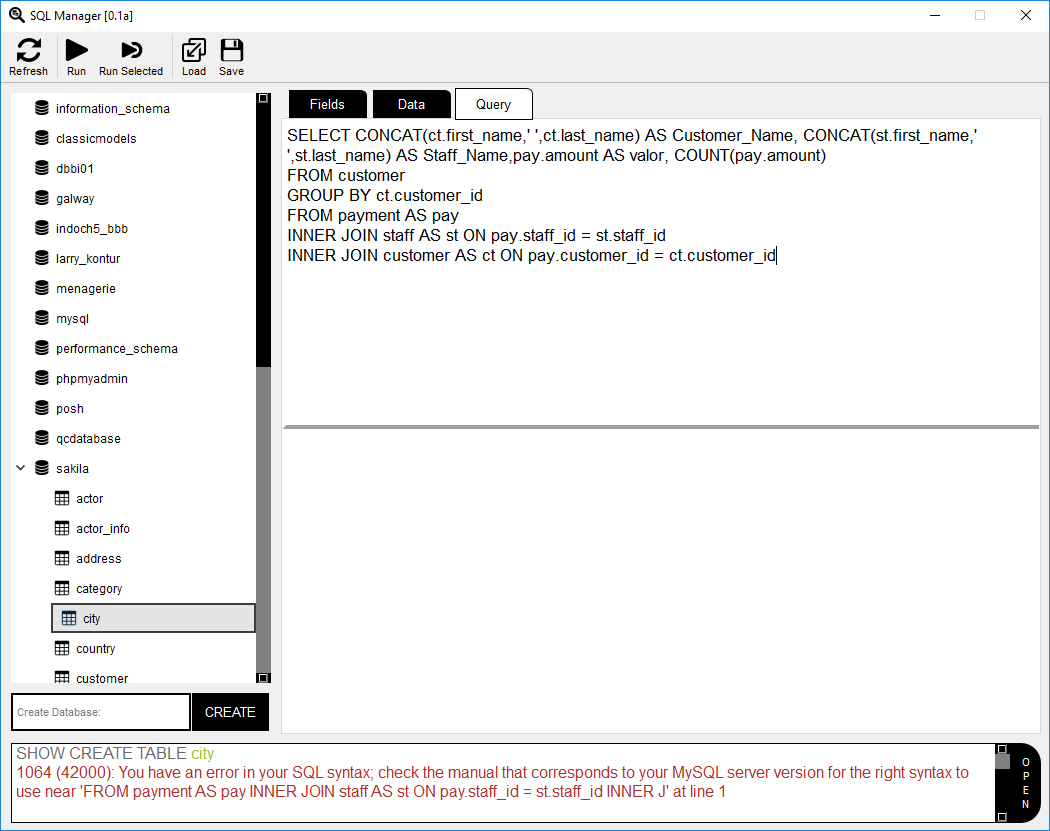 SQL Manager [0.1a]
Refresh Run Run Selected Load Save
information_schema
classicmodels
dbbi01
galway
indoch5_bbb
larry_kontur
menagerie
mysql
performance_schema
phpmyadmin
posh
qcdatabase
sakila
actor
actor_info
address
category
city
country
customer
Create Database: CREATE
Fields Data Query
SELECT CONCAT(ct.first_name,' ',ct.last_name) AS Customer_Name, CONCAT(st.first_name,'
',st.last_name) AS Staff_Name,pay.amount AS valor, COUNT(pay.amount)
FROM customer
GROUP BY ct.customer_id
FROM payment AS pay
INNER JOIN staff AS st ON pay.staff_id = st.staff_id
INNER JOIN customer AS ct ON pay.customer_id = ct.customer_id
SHOW CREATE TABLE city
1064 (42000): You have an error in your SQL syntax; check the manual that corresponds to your MySQL server version for the right syntax to
use near 'FROM payment AS pay INNER JOIN staff AS st ON pay.staff_id = st.staff_id INNER J' at line 1
OPEN